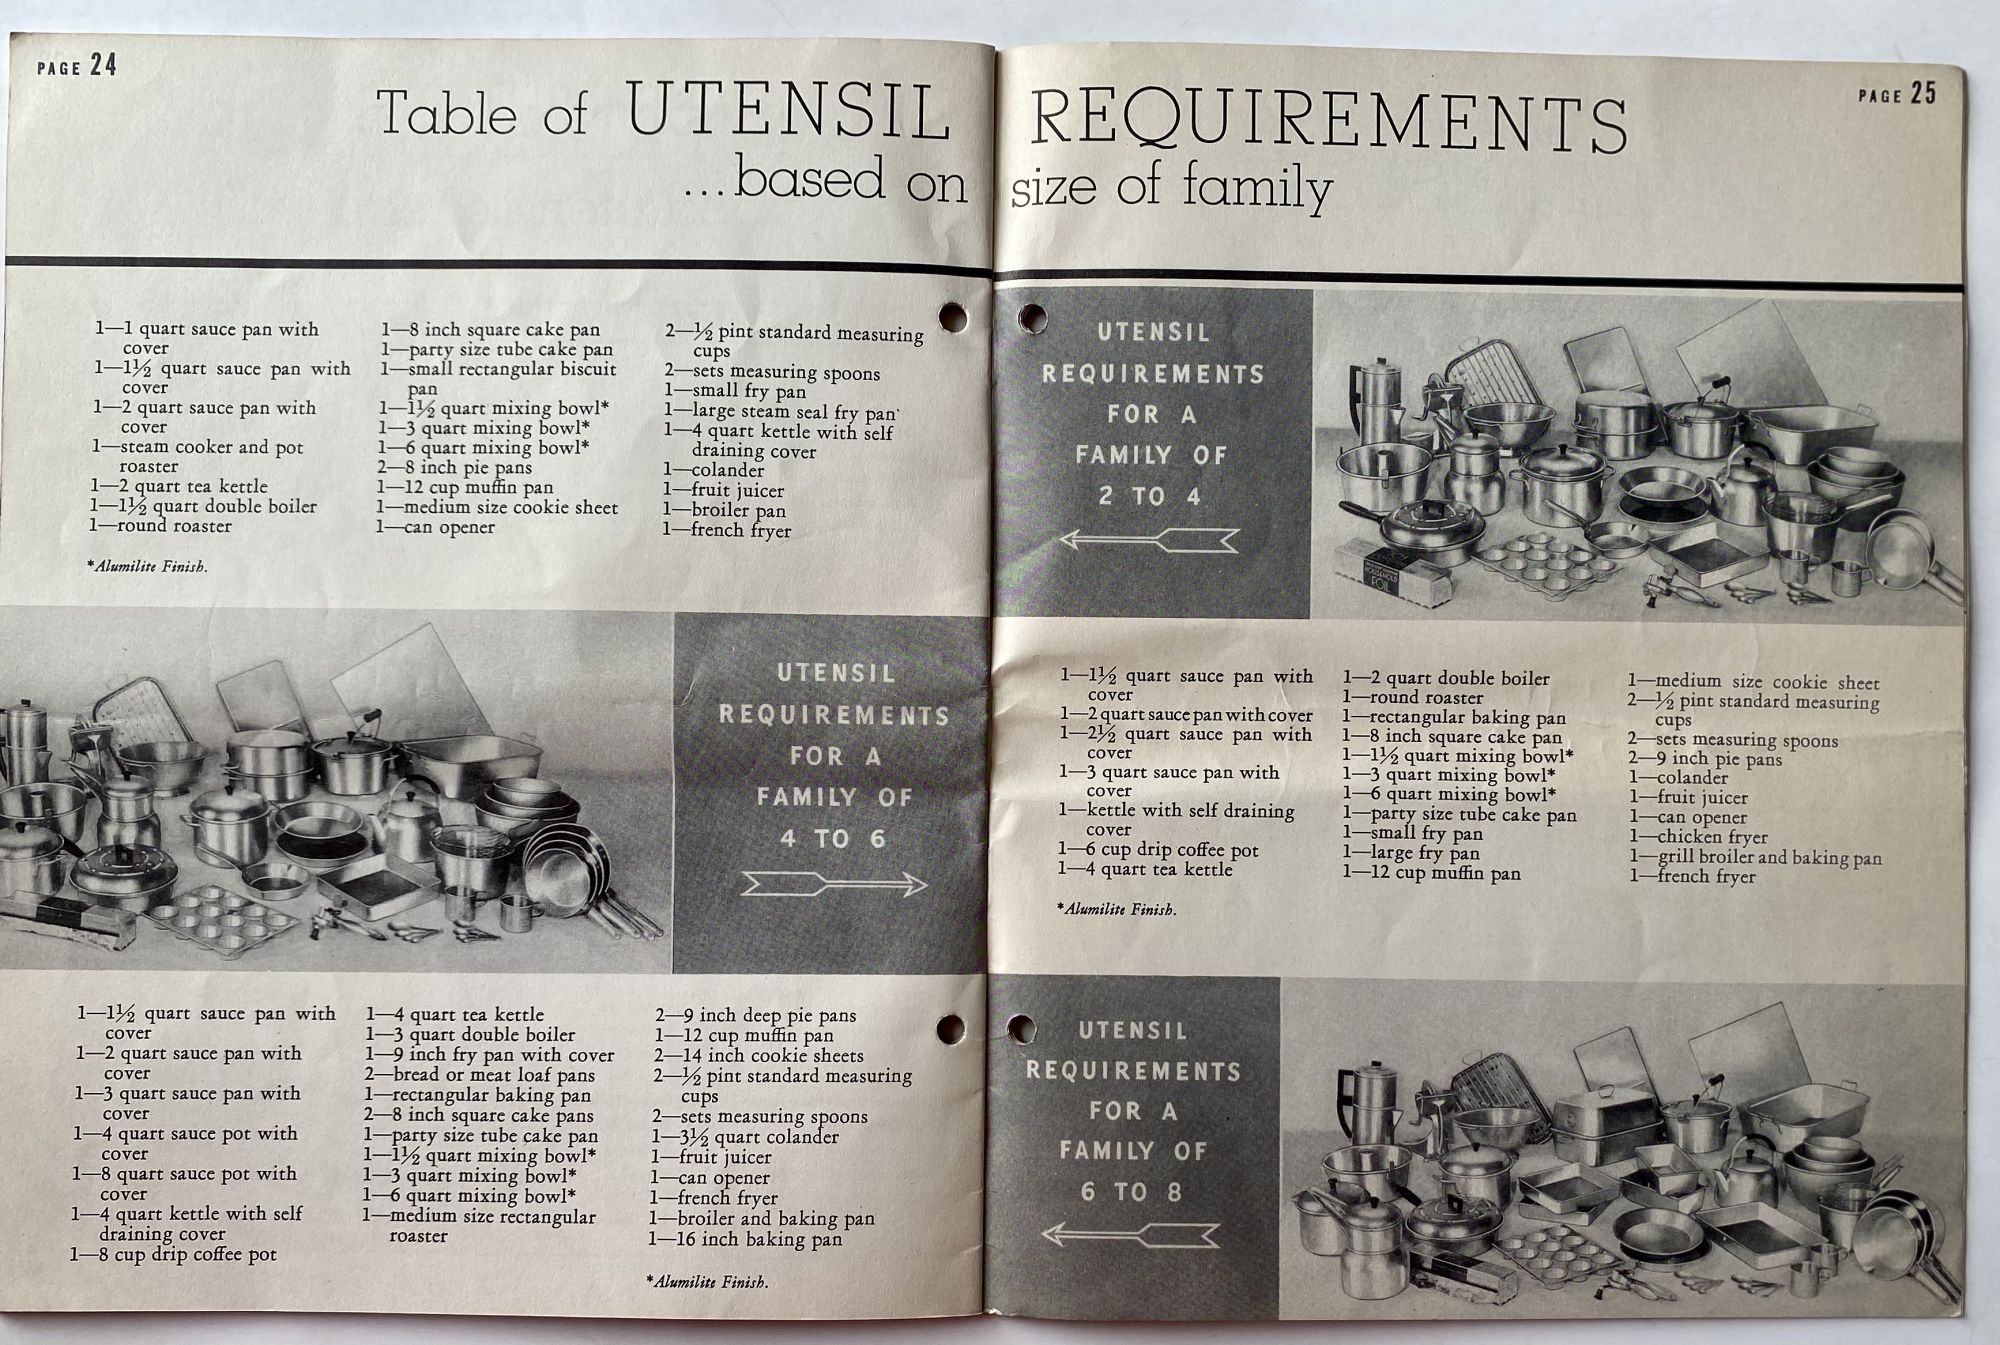 PAGE 24
Table of UTENSIL REQUIREMENTS
...based on size of family
PAGE 25
1—1 quart sauce pan with
cover
1—1½ quart sauce pan with
cover
1—2 quart sauce pan with
cover
1—steam cooker and pot
roaster
1—2 quart tea kettle
1—1½ quart double boiler
1—round roaster
1—8 inch square cake pan
1—party size tube cake pan
1—small rectangular biscuit
pan
1—1½ quart mixing bowl*
1—3 quart mixing bowl*
1—6 quart mixing bowl*
2—8 inch pie pans
1—12 cup muffin pan
1—medium size cookie sheet
1—can opener
2—½ pint standard measuring
cups
2—sets measuring spoons
1—small fry pan
1—large steam seal fry pan
1—4 quart kettle with self
draining cover
1—colander
1—fruit juicer
1—broiler pan
1—french fryer
*Alumilite Finish.
UTENSIL
REQUIREMENTS
FOR A
FAMILY OF
2 TO 4
HOUSEHOLD
FOIL
UTENSIL
REQUIREMENTS
FOR A
FAMILY OF
4 TO 6
1—1½ quart sauce pan with
cover
1—2 quart sauce pan with cover
1—2½ quart sauce pan with
cover
1—3 quart sauce pan with
cover
1—kettle with self draining
cover
1—6 cup drip coffee pot
1—4 quart tea kettle
1—2 quart double boiler
1—round roaster
1—rectangular baking pan
1—8 inch square cake pan
1—1½ quart mixing bowl*
1—3 quart mixing bowl*
1—6 quart mixing bowl*
1—party size tube cake pan
1—small fry pan
1—large fry pan
1—12 cup muffin pan
1—medium size cookie sheet
2—½ pint standard measuring
cups
2—sets measuring spoons
2—9 inch pie pans
1—colander
1—fruit juicer
1—can opener
1—chicken fryer
1—grill broiler and baking pan
1—french fryer
*Alumilite Finish.
1—1½ quart sauce pan with
cover
1—2 quart sauce pan with
cover
1—3 quart sauce pan with
cover
1—4 quart sauce pot with
cover
1—8 quart sauce pot with
cover
1—4 quart kettle with self
draining cover
1—8 cup drip coffee pot
1—4 quart tea kettle
1—3 quart double boiler
1—9 inch fry pan with cover
2—bread or meat loaf pans
1—rectangular baking pan
2—8 inch square cake pans
1—party size tube cake pan
1—1½ quart mixing bowl*
1—3 quart mixing bowl*
1—6 quart mixing bowl*
1—medium size rectangular
roaster
2—9 inch deep pie pans
1—12 cup muffin pan
2—14 inch cookie sheets
2—½ pint standard measuring
cups
2—sets measuring spoons
1—3½ quart colander
1—fruit juicer
1—can opener
1—french fryer
1—broiler and baking pan
1—16 inch baking pan
*Alumilite Finish.
UTENSIL
REQUIREMENTS
FOR A
FAMILY OF
6 TO 8